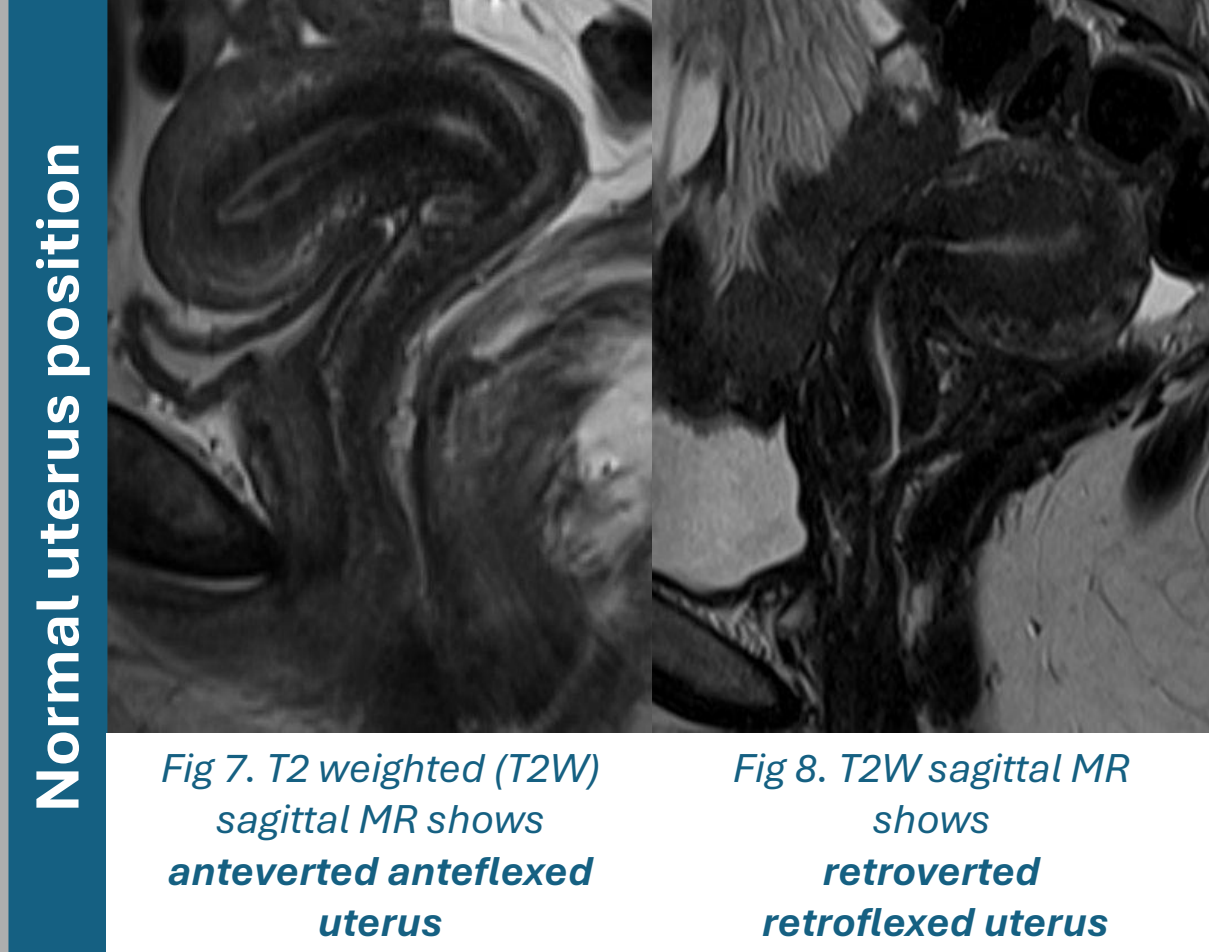 Normal uterus position
Fig 7. T2 weighted (T2W)
sagittal MR shows
anteverted anteflexed
uterus
Fig 8. T2W sagittal MR
shows
retroverted
retroflexed uterus